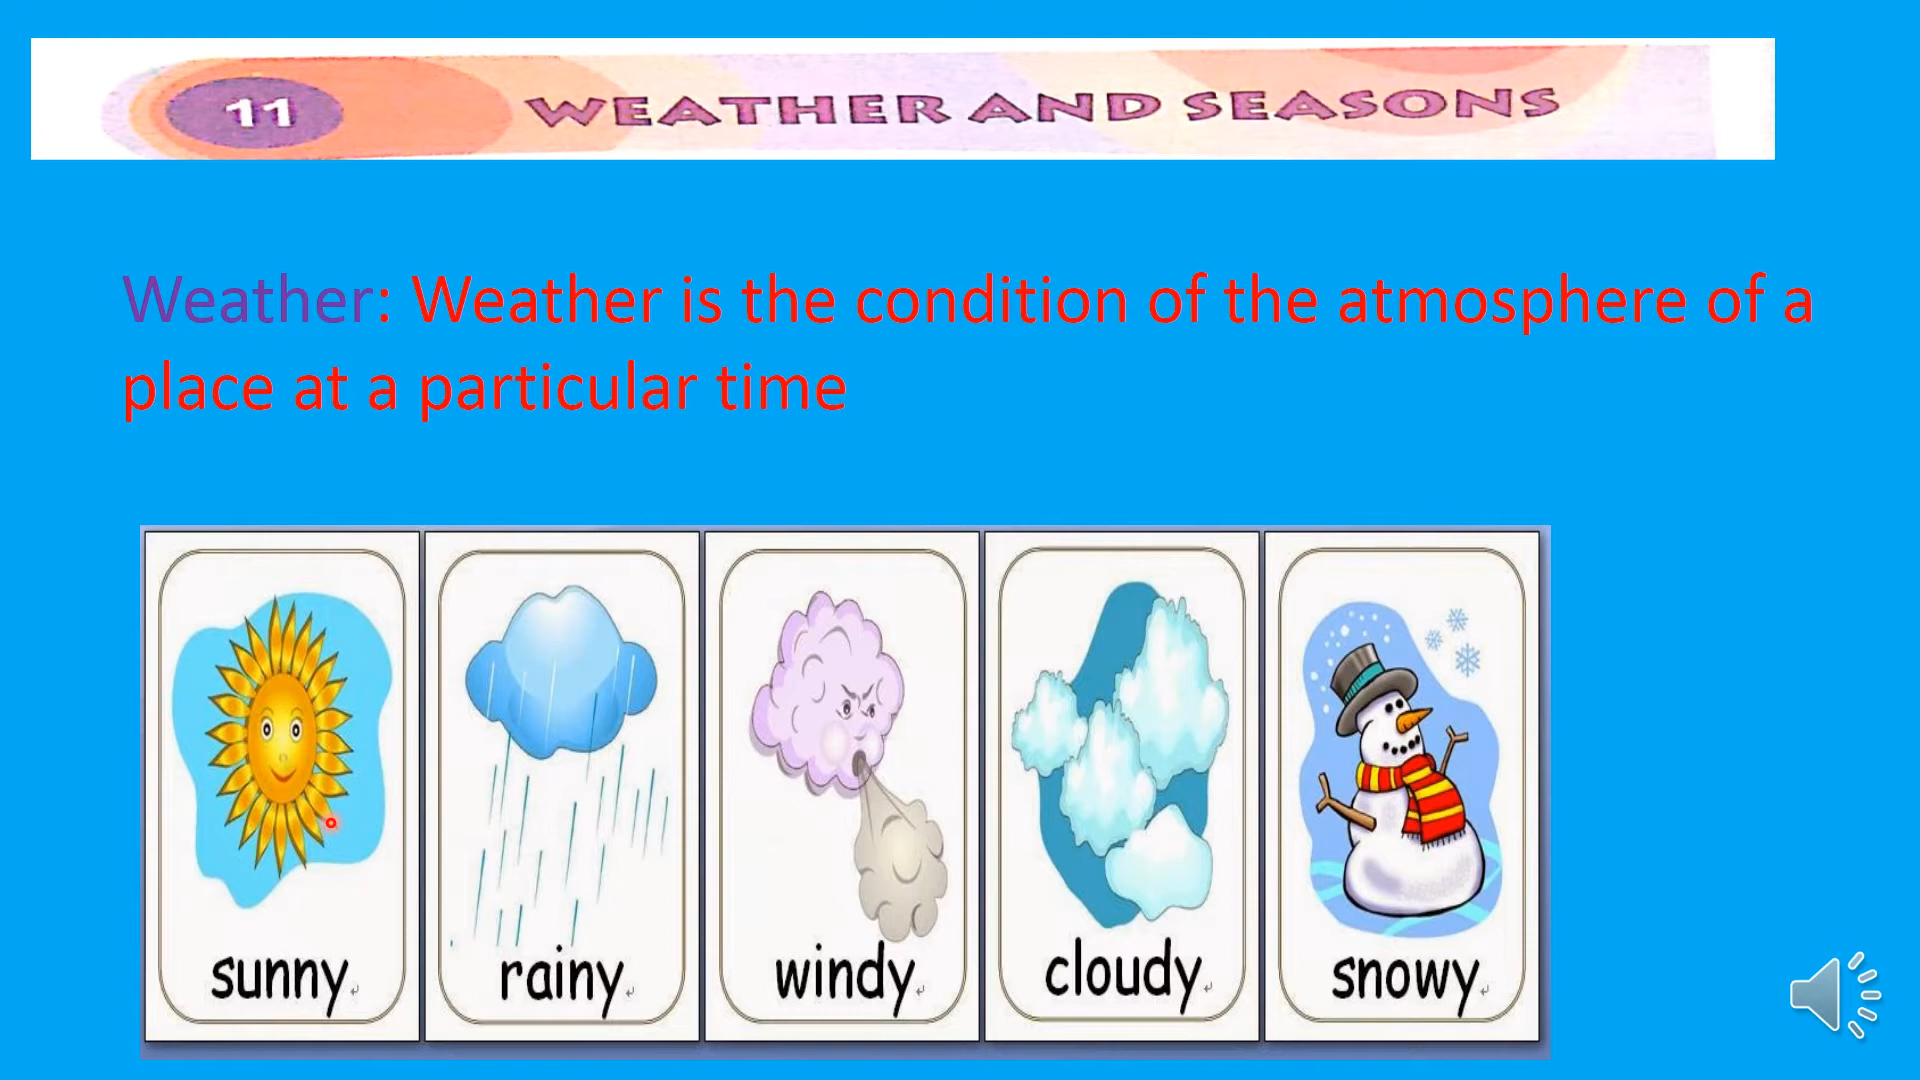 11 WEATHER AND SEASONS
Weather: Weather is the condition of the atmosphere of a
place at a particular time
sunny rainy windy cloudy snowy